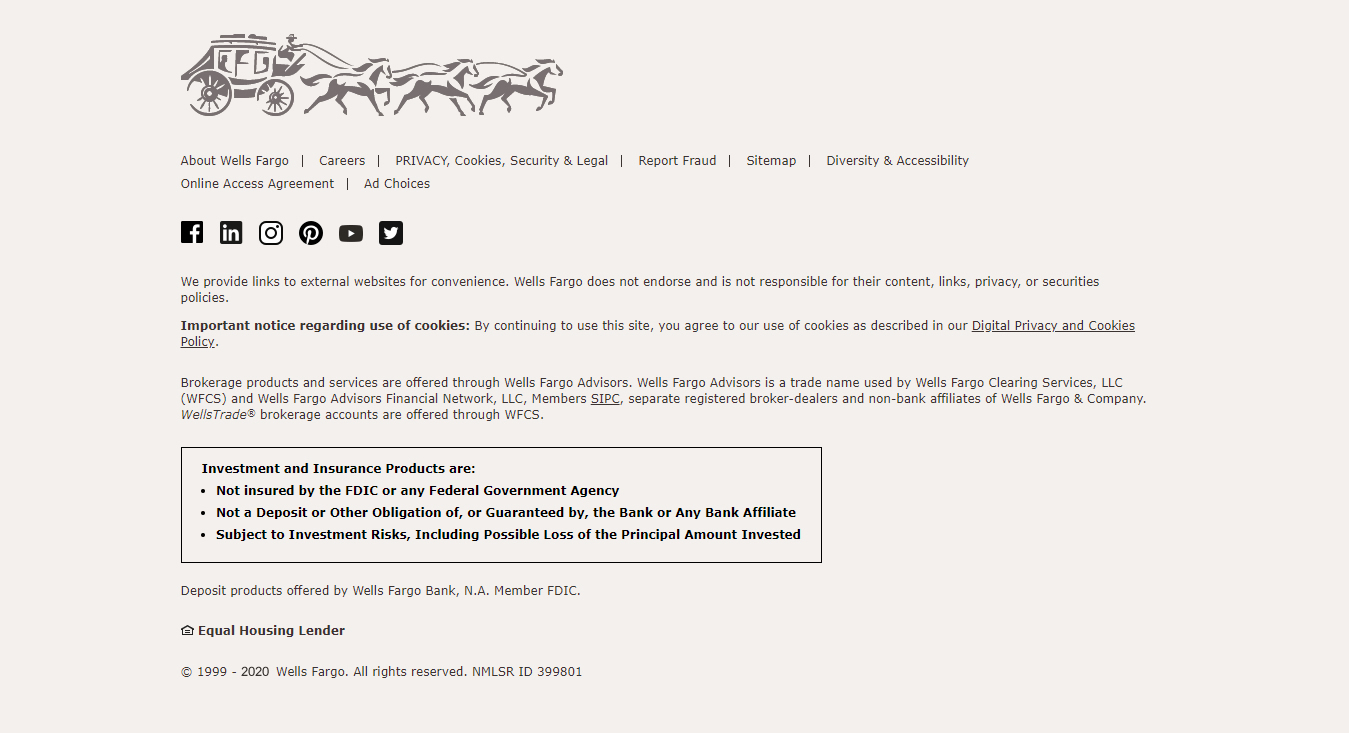 About Wells Fargo | Careers | PRIVACY, Cookies, Security & Legal | Report Fraud | Sitemap | Diversity & Accessibility
Online Access Agreement | Ad Choices
We provide links to external websites for convenience. Wells Fargo does not endorse and is not responsible for their content, links, privacy, or securities
policies.
Important notice regarding use of cookies: By continuing to use this site, you agree to our use of cookies as described in our Digital Privacy and Cookies
Policy.
Brokerage products and services are offered through Wells Fargo Advisors. Wells Fargo Advisors is a trade name used by Wells Fargo Clearing Services, LLC
(WFCS) and Wells Fargo Advisors Financial Network, LLC, Members SIPC, separate registered broker-dealers and non-bank affiliates of Wells Fargo & Company.
WellsTrade® brokerage accounts are offered through WFCS.
Investment and Insurance Products are:
• Not insured by the FDIC or any Federal Government Agency
• Not a Deposit or Other Obligation of, or Guaranteed by, the Bank or Any Bank Affiliate
• Subject to Investment Risks, Including Possible Loss of the Principal Amount Invested
Deposit products offered by Wells Fargo Bank, N.A. Member FDIC.
Equal Housing Lender
© 1999 - 2020 Wells Fargo. All rights reserved. NMLSR ID 399801